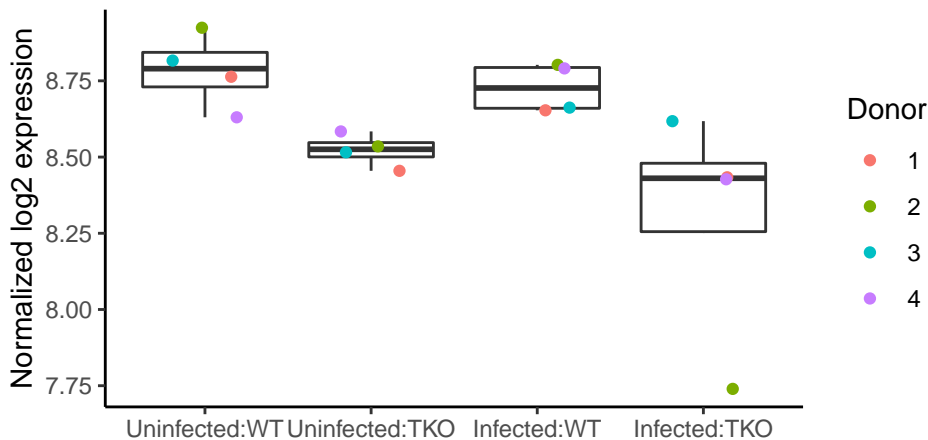 Normalized log2 expression
8.75
8.50
8.25
8.00
7.75
Uninfected:WT
Uninfected:TKO
Infected:WT
Infected:TKO
Donor
1
2
3
4